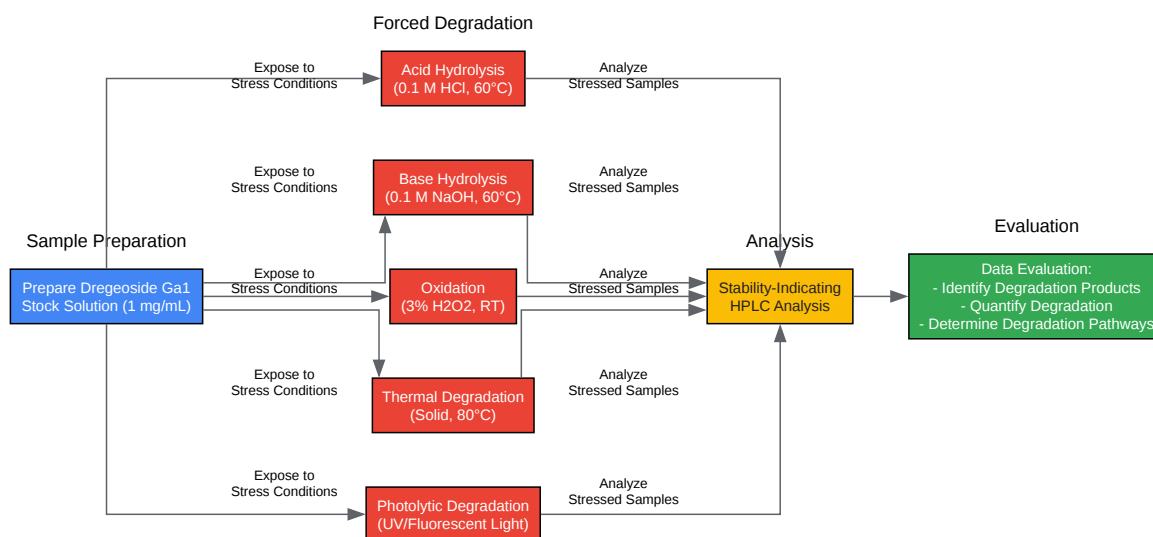 Forced Degradation
Expose to
Stress Conditions
Acid Hydrolysis
(0.1 M HCl, 60°C)
Analyze
Stressed Samples
Expose to
Stress Conditions
Base Hydrolysis
(0.1 M NaOH, 60°C)
Analyze
Stressed Samples
Sample Preparation
Prepare Dregeoside Ga1
Stock Solution (1 mg/mL)
Expose to
Stress Conditions
Oxidation
(3% H2O2, RT)
Analyze
Stressed Samples
Analysis
Stability-Indicating
HPLC Analysis
Evaluation
Data Evaluation:
- Identify Degradation Products
- Quantify Degradation
- Determine Degradation Pathways
Expose to
Stress Conditions
Thermal Degradation
(Solid, 80°C)
Analyze
Stressed Samples
Expose to
Stress Conditions
Photolytic Degradation
(UV/Fluorescent Light)
Analyze
Stressed Samples